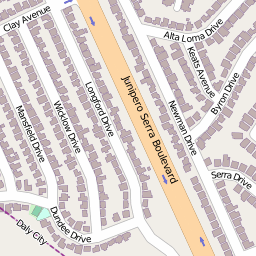 Clay Avenue
Alta Loma Drive
Keats Avenue
Byron Drive
Junipero Serra Boulevard
Longford Drive
Wicklow Drive
Mansfield Drive
Newman Drive
Serra Drive
Dundee Drive
Daly City